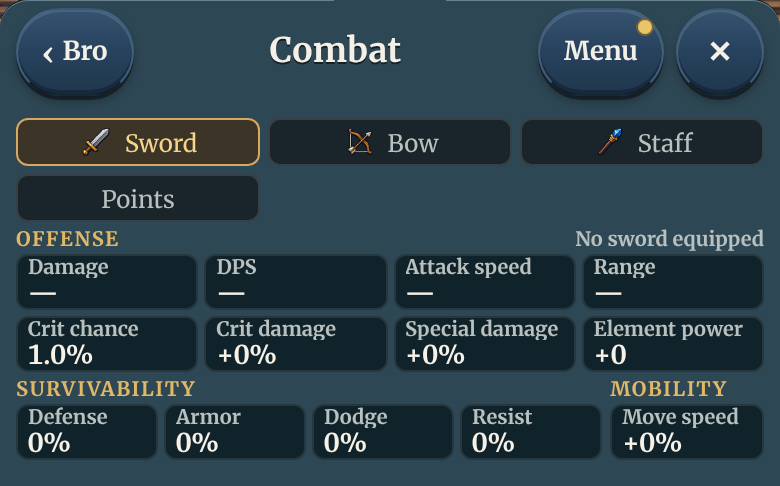 ‹ Bro
Combat
Menu
×
Sword
Bow
Staff
Points
OFFENSE
No sword equipped
Damage
—
DPS
—
Attack speed
—
Range
—
Crit chance
1.0%
Crit damage
+0%
Special damage
+0%
Element power
+0
SURVIVABILITY
MOBILITY
Defense
0%
Armor
0%
Dodge
0%
Resist
0%
Move speed
+0%